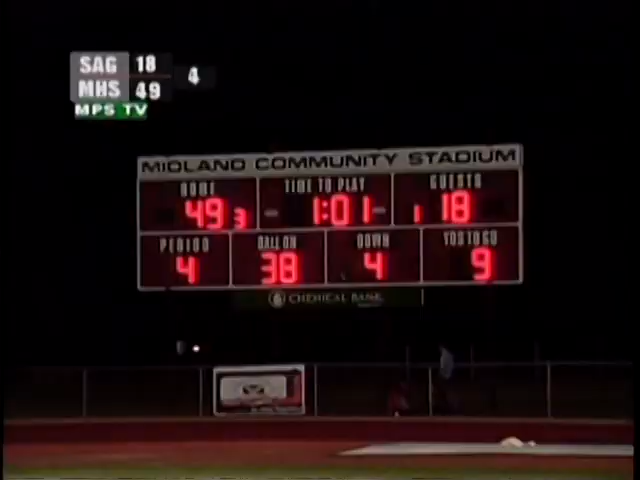 SAG 18
4
MHS 49
MPS TV
MIDLAND COMMUNITY STADIUM
HOME TIME TO PLAY GUESTS
49 3 1:01 1 18
PERIOD BALL ON DOWN YDS TO GO
4 38 4 9
CHEMICAL BANK